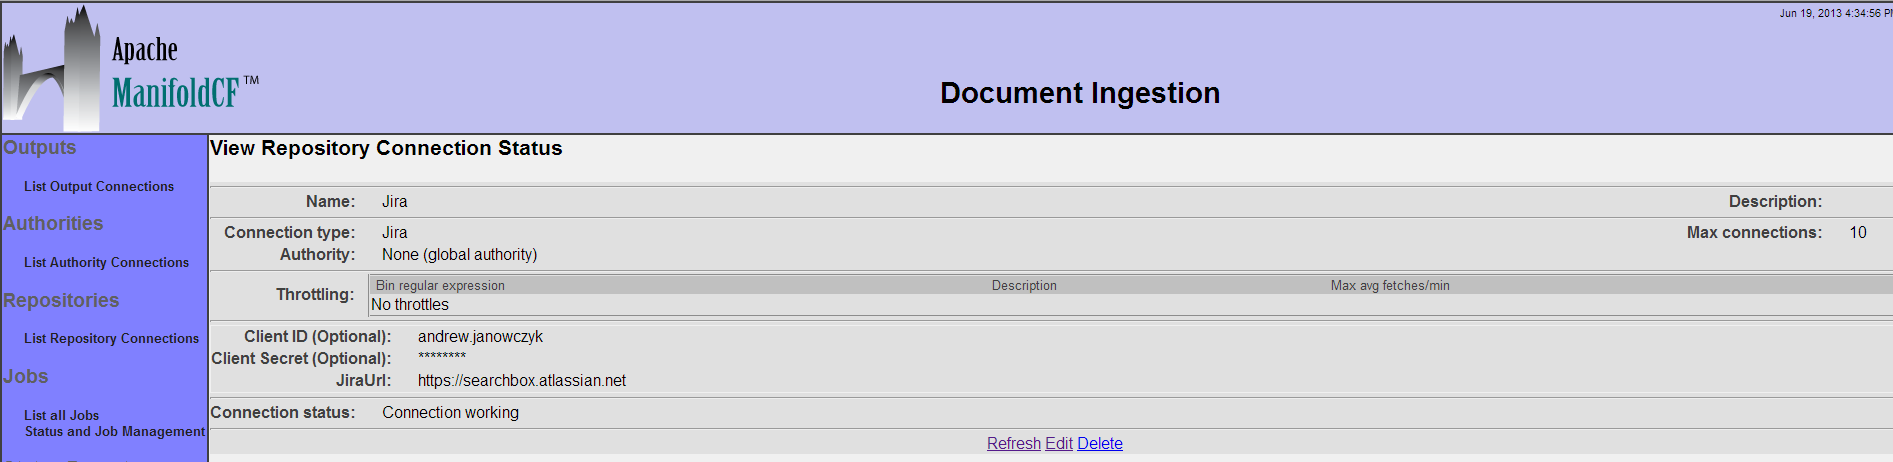 Jun 19, 2013 4:34:56
Apache
ManifoldCF™
Document Ingestion
Outputs
List Output Connections
Authorities
List Authority Connections
Repositories
List Repository Connections
Jobs
List all Jobs
Status and Job Management
View Repository Connection Status
Name: Jira Description:
Connection type: Jira Max connections: 10
Authority: None (global authority)
Throttling: Bin regular expression Description Max avg fetches/min
No throttles
Client ID (Optional): andrew.janowczyk
Client Secret (Optional): ********
JiraUrl: https://searchbox.atlassian.net
Connection status: Connection working
Refresh Edit Delete